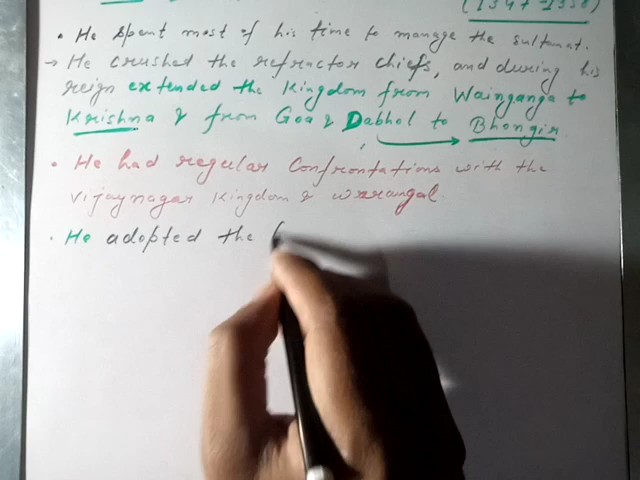 (1347-1358)
• He spent most of his time to manage the sultanat.
→ He crushed the refractor chiefs, and during his
reign extended the Kingdom from Wainganga to
Krishna & from Goa & Dabhol to Bhongir
• He had regular Confrontations with the
Vijaynagar Kingdom & warangal.
• He adopted the